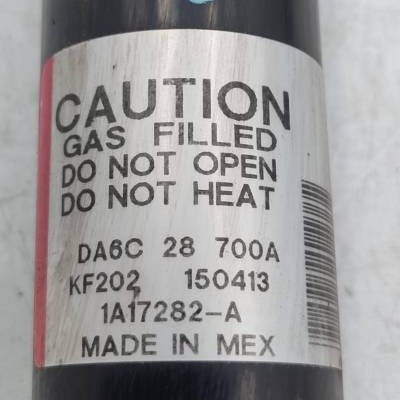 CAUTION
GAS FILLED
DO NOT OPEN
DO NOT HEAT
DA6C 28 700A
KF202 150413
1A17282-A
MADE IN MEX